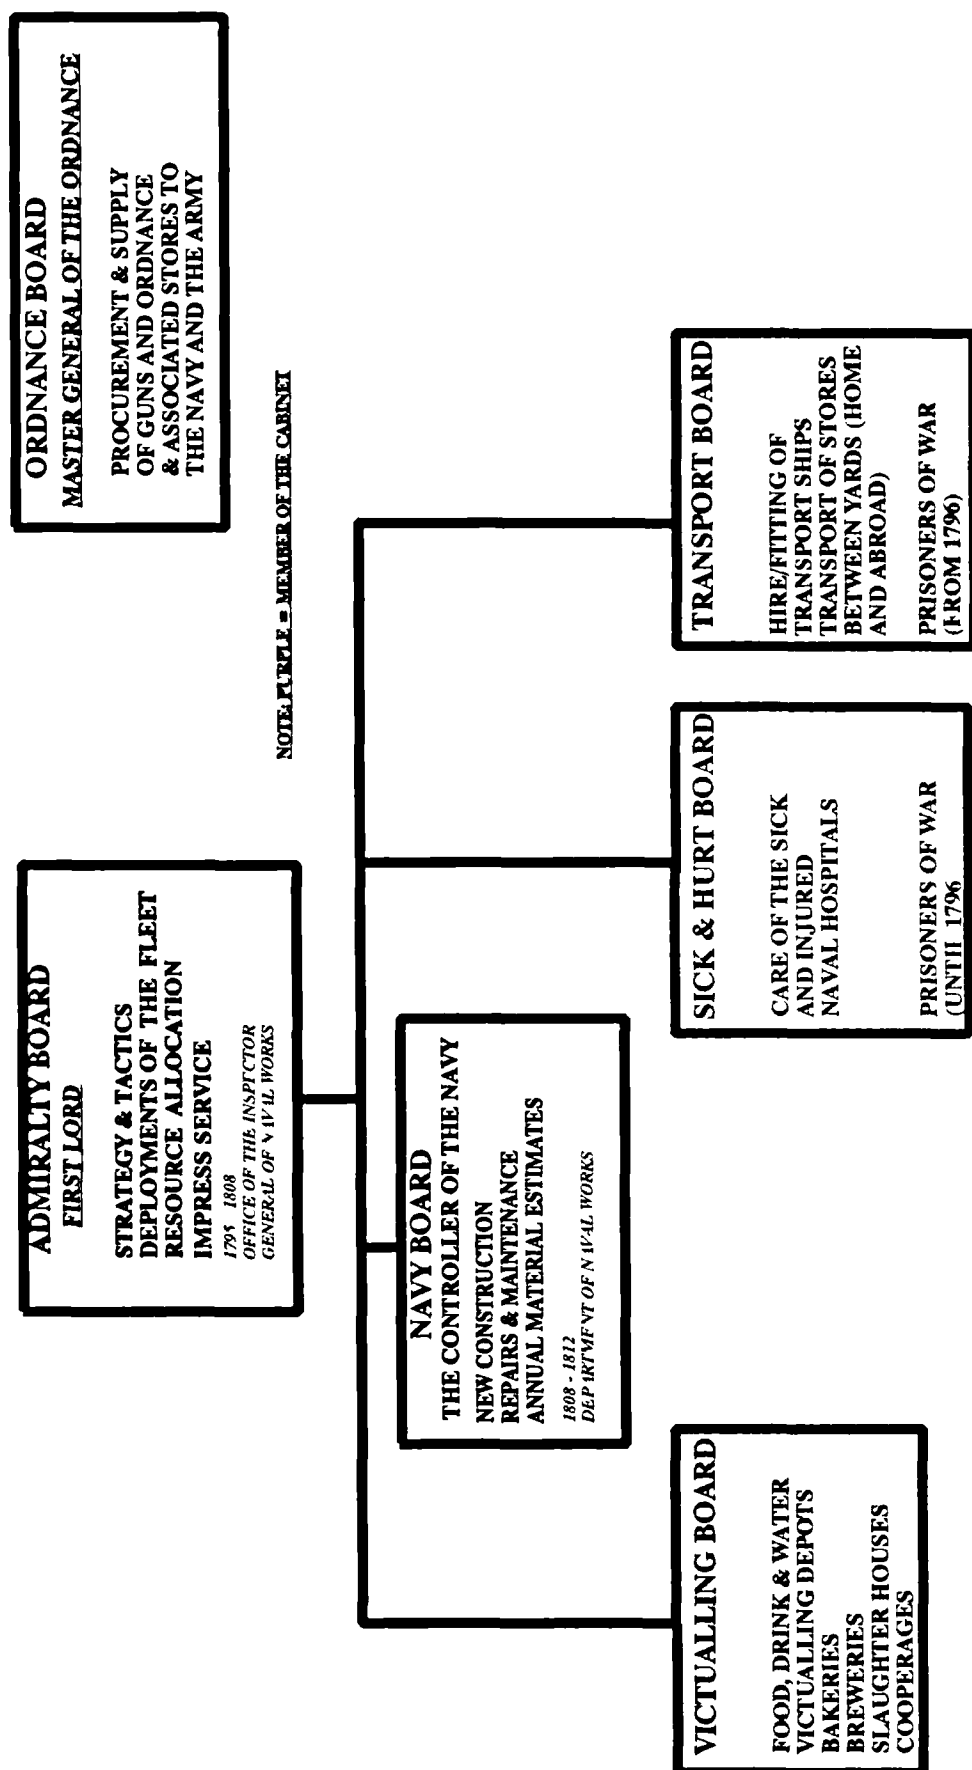 ADMIRALTY BOARD
FIRST LORD
STRATEGY & TACTICS
DEPLOYMENTS OF THE FLEET
RESOURCE ALLOCATION
IMPRESS SERVICE
1795 1808
OFFICE OF THE INSPECTOR
GENERAL OF NAVAL WORKS
ORDNANCE BOARD
MASTER GENERAL OF THE ORDNANCE
PROCUREMENT & SUPPLY
OF GUNS AND ORDNANCE
& ASSOCIATED STORES TO
THE NAVY AND THE ARMY
NOTE: PURPLE = MEMBER OF THE CABINET
NAVY BOARD
THE CONTROLLER OF THE NAVY
NEW CONSTRUCTION
REPAIRS & MAINTENANCE
ANNUAL MATERIAL ESTIMATES
1808 - 1812
DEPARTMENT OF NAVAL WORKS
VICTUALLING BOARD
FOOD, DRINK & WATER
VICTUALLING DEPOTS
BAKERIES
BREWERIES
SLAUGHTER HOUSES
COOPERAGES
SICK & HURT BOARD
CARE OF THE SICK
AND INJURED
NAVAL HOSPITALS
PRISONERS OF WAR
(UNTIL 1796
TRANSPORT BOARD
HIRE/FITTING OF
TRANSPORT SHIPS
TRANSPORT OF STORES
BETWEEN YARDS (HOME
AND ABROAD)
PRISONERS OF WAR
(FROM 1796)